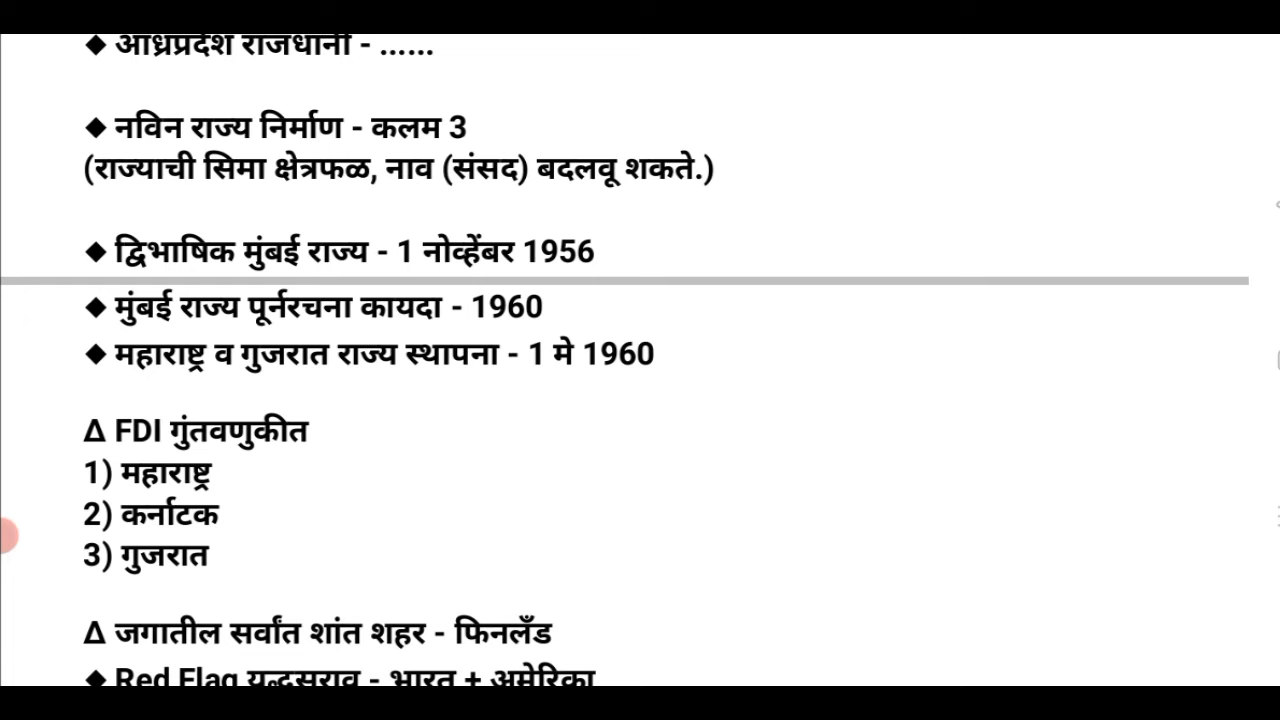 ◆ आंध्रप्रदेश राजधानी - ......
◆ नविन राज्य निर्माण - कलम 3
(राज्याची सिमा क्षेत्रफळ, नाव (संसद) बदलवू शकते.)
◆ द्विभाषिक मुंबई राज्य - 1 नोव्हेंबर 1956
◆ मुंबई राज्य पूर्नरचना कायदा - 1960
◆ महाराष्ट्र व गुजरात राज्य स्थापना - 1 मे 1960
Δ FDI गुंतवणुकीत
1) महाराष्ट्र
2) कर्नाटक
3) गुजरात
Δ जगातील सर्वांत शांत शहर - फिनलँड
◆ Red Flag युद्धसराव - भारत + अमेरिका